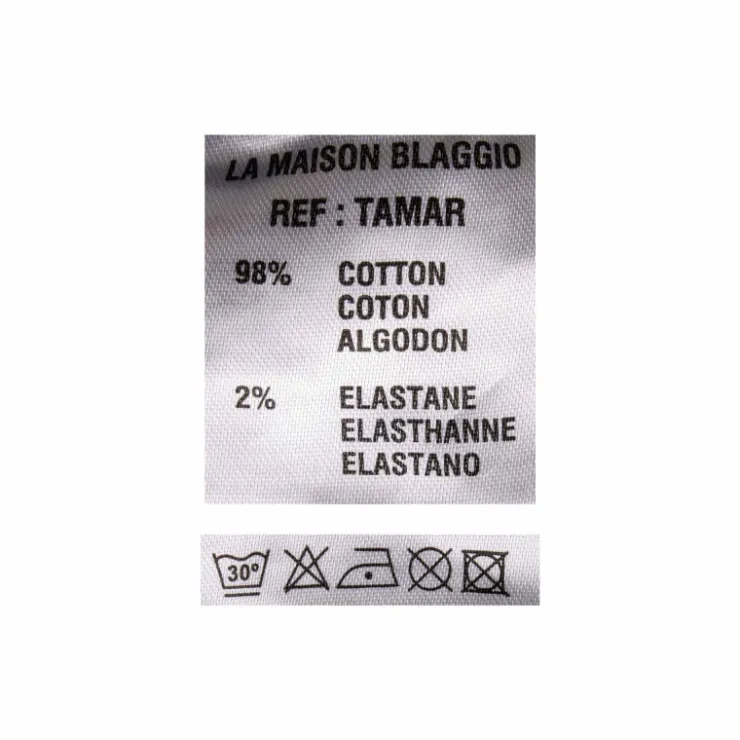 LA MAISON BLAGGIO
REF : TAMAR
98% COTTON
COTON
ALGODON
2% ELASTANE
ELASTHANNE
ELASTANO
30°